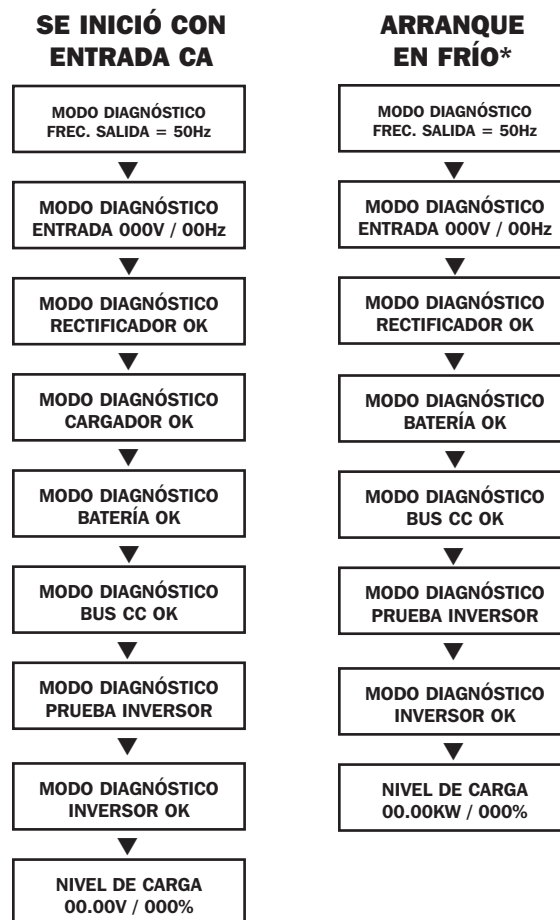 SE INICIÓ CON
ENTRADA CA
MODO DIAGNÓSTICO
FREC. SALIDA = 50Hz
MODO DIAGNÓSTICO
ENTRADA 000V / 00Hz
MODO DIAGNÓSTICO
RECTIFICADOR OK
MODO DIAGNÓSTICO
CARGADOR OK
MODO DIAGNÓSTICO
BATERÍA OK
MODO DIAGNÓSTICO
BUS CC OK
MODO DIAGNÓSTICO
PRUEBA INVERSOR
MODO DIAGNÓSTICO
INVERSOR OK
NIVEL DE CARGA
00.00V / 000%
ARRANQUE
EN FRÍO*
MODO DIAGNÓSTICO
FREC. SALIDA = 50Hz
MODO DIAGNÓSTICO
ENTRADA 000V / 00Hz
MODO DIAGNÓSTICO
RECTIFICADOR OK
MODO DIAGNÓSTICO
BATERÍA OK
MODO DIAGNÓSTICO
BUS CC OK
MODO DIAGNÓSTICO
PRUEBA INVERSOR
MODO DIAGNÓSTICO
INVERSOR OK
NIVEL DE CARGA
00.00KW / 000%